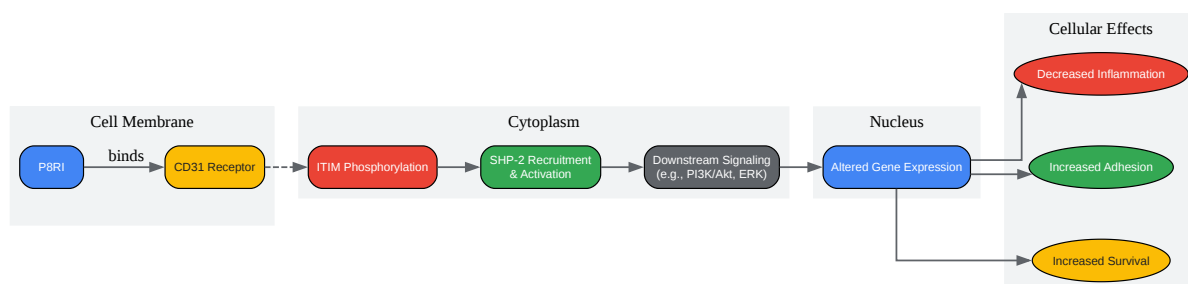 Cellular Effects
Decreased Inflammation
Cell Membrane
Cytoplasm
Nucleus
P8RI
binds
CD31 Receptor
ITIM Phosphorylation
SHP-2 Recruitment
& Activation
Downstream Signaling
(e.g., PI3K/Akt, ERK)
Altered Gene Expression
Increased Adhesion
Increased Survival